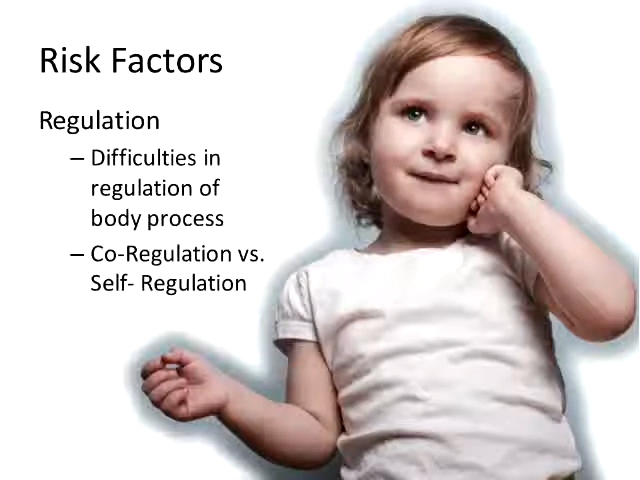 Risk Factors
Regulation
– Difficulties in
regulation of
body process
– Co-Regulation vs.
Self- Regulation